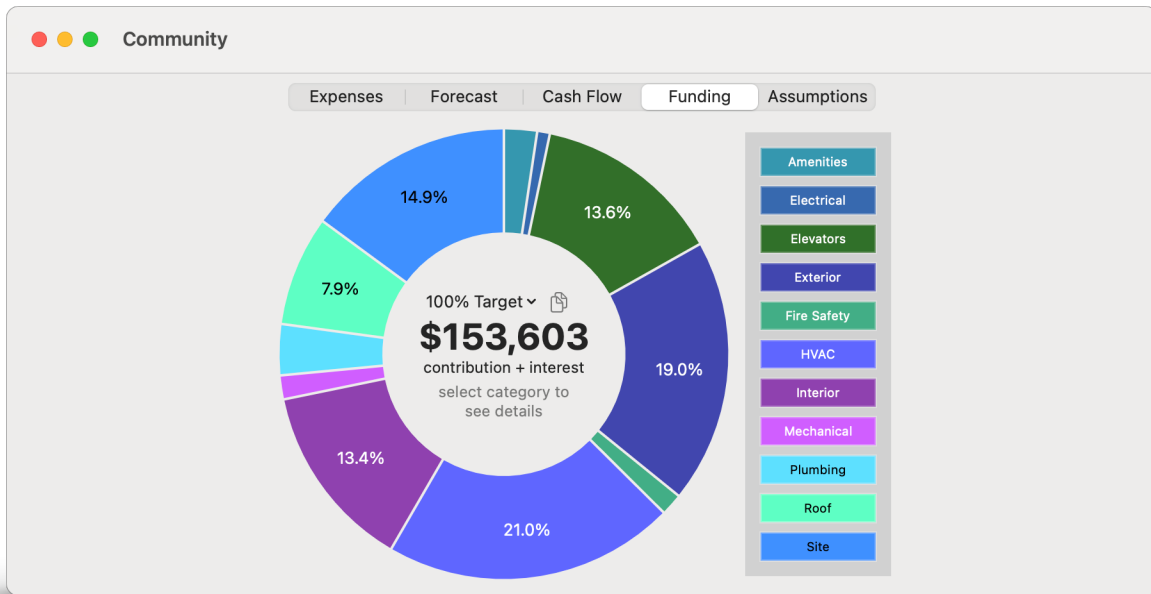 Community
Expenses Forecast Cash Flow Funding Assumptions
14.9%
13.6%
7.9%
19.0%
13.4%
21.0%
100% Target
$153,603
contribution + interest
select category to
see details
Amenities
Electrical
Elevators
Exterior
Fire Safety
HVAC
Interior
Mechanical
Plumbing
Roof
Site